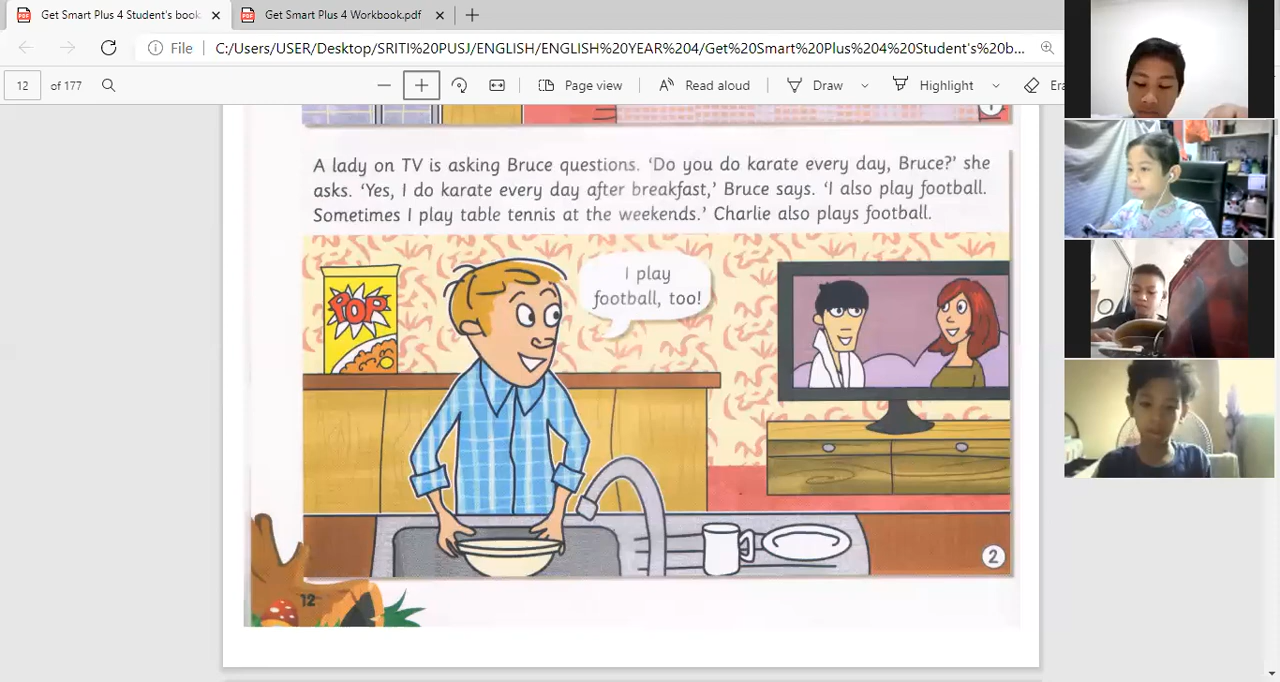 Get Smart Plus 4 Student's book
Get Smart Plus 4 Workbook.pdf
File
C:/Users/USER/Desktop/SRITI%20PUSJ/ENGLISH/ENGLISH%20YEAR%204/Get%20Smart%20Plus%204%20Student's%20b...
12 of 177
Page view
Read aloud
Draw
Highlight
Era
1
A lady on TV is asking Bruce questions. ‘Do you do karate every day, Bruce?’ she
asks. ‘Yes, I do karate every day after breakfast,’ Bruce says. ‘I also play football.
Sometimes I play table tennis at the weekends.’ Charlie also plays football.
I play
football, too!
POP
2
12